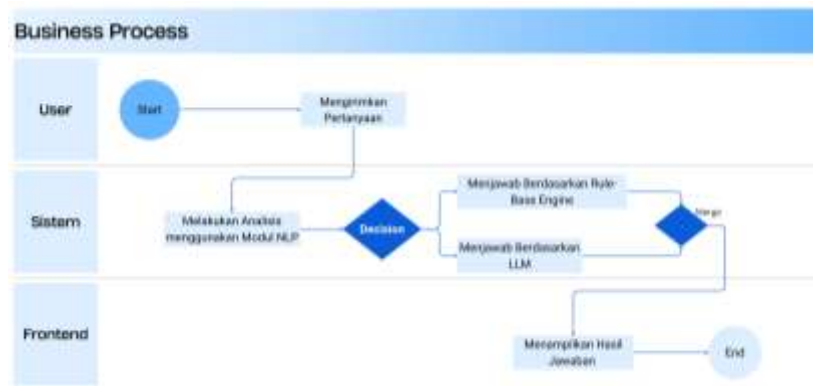 Business Process
User
Start
Mengirimkan
Pertanyaan
Sistem
Melakukan Analisis
menggunakan Modul NLP
Decision
Menjawab Berdasarkan Rule-
Base Engine
Menjawab Berdasarkan
LLM
Merge
Frontend
Menampilkan Hasil
Jawaban
End